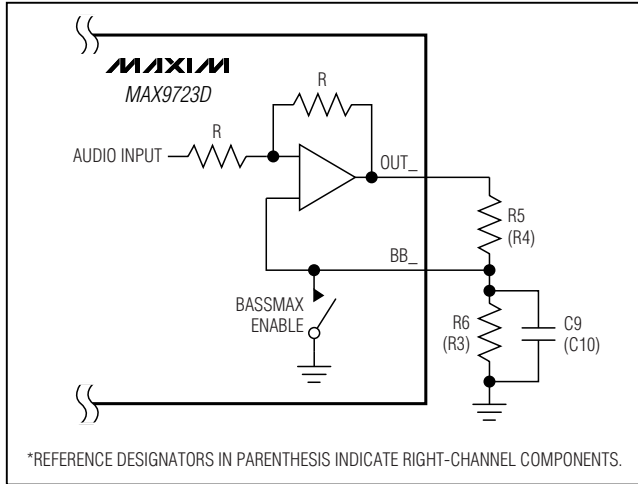 MAXIM
MAX9723D
R
R
AUDIO INPUT
OUT_
R5
(R4)
BB_
BASSMAX
ENABLE
R6
(R3)
C9
(C10)
*REFERENCE DESIGNATORS IN PARENTHESIS INDICATE RIGHT-CHANNEL COMPONENTS.